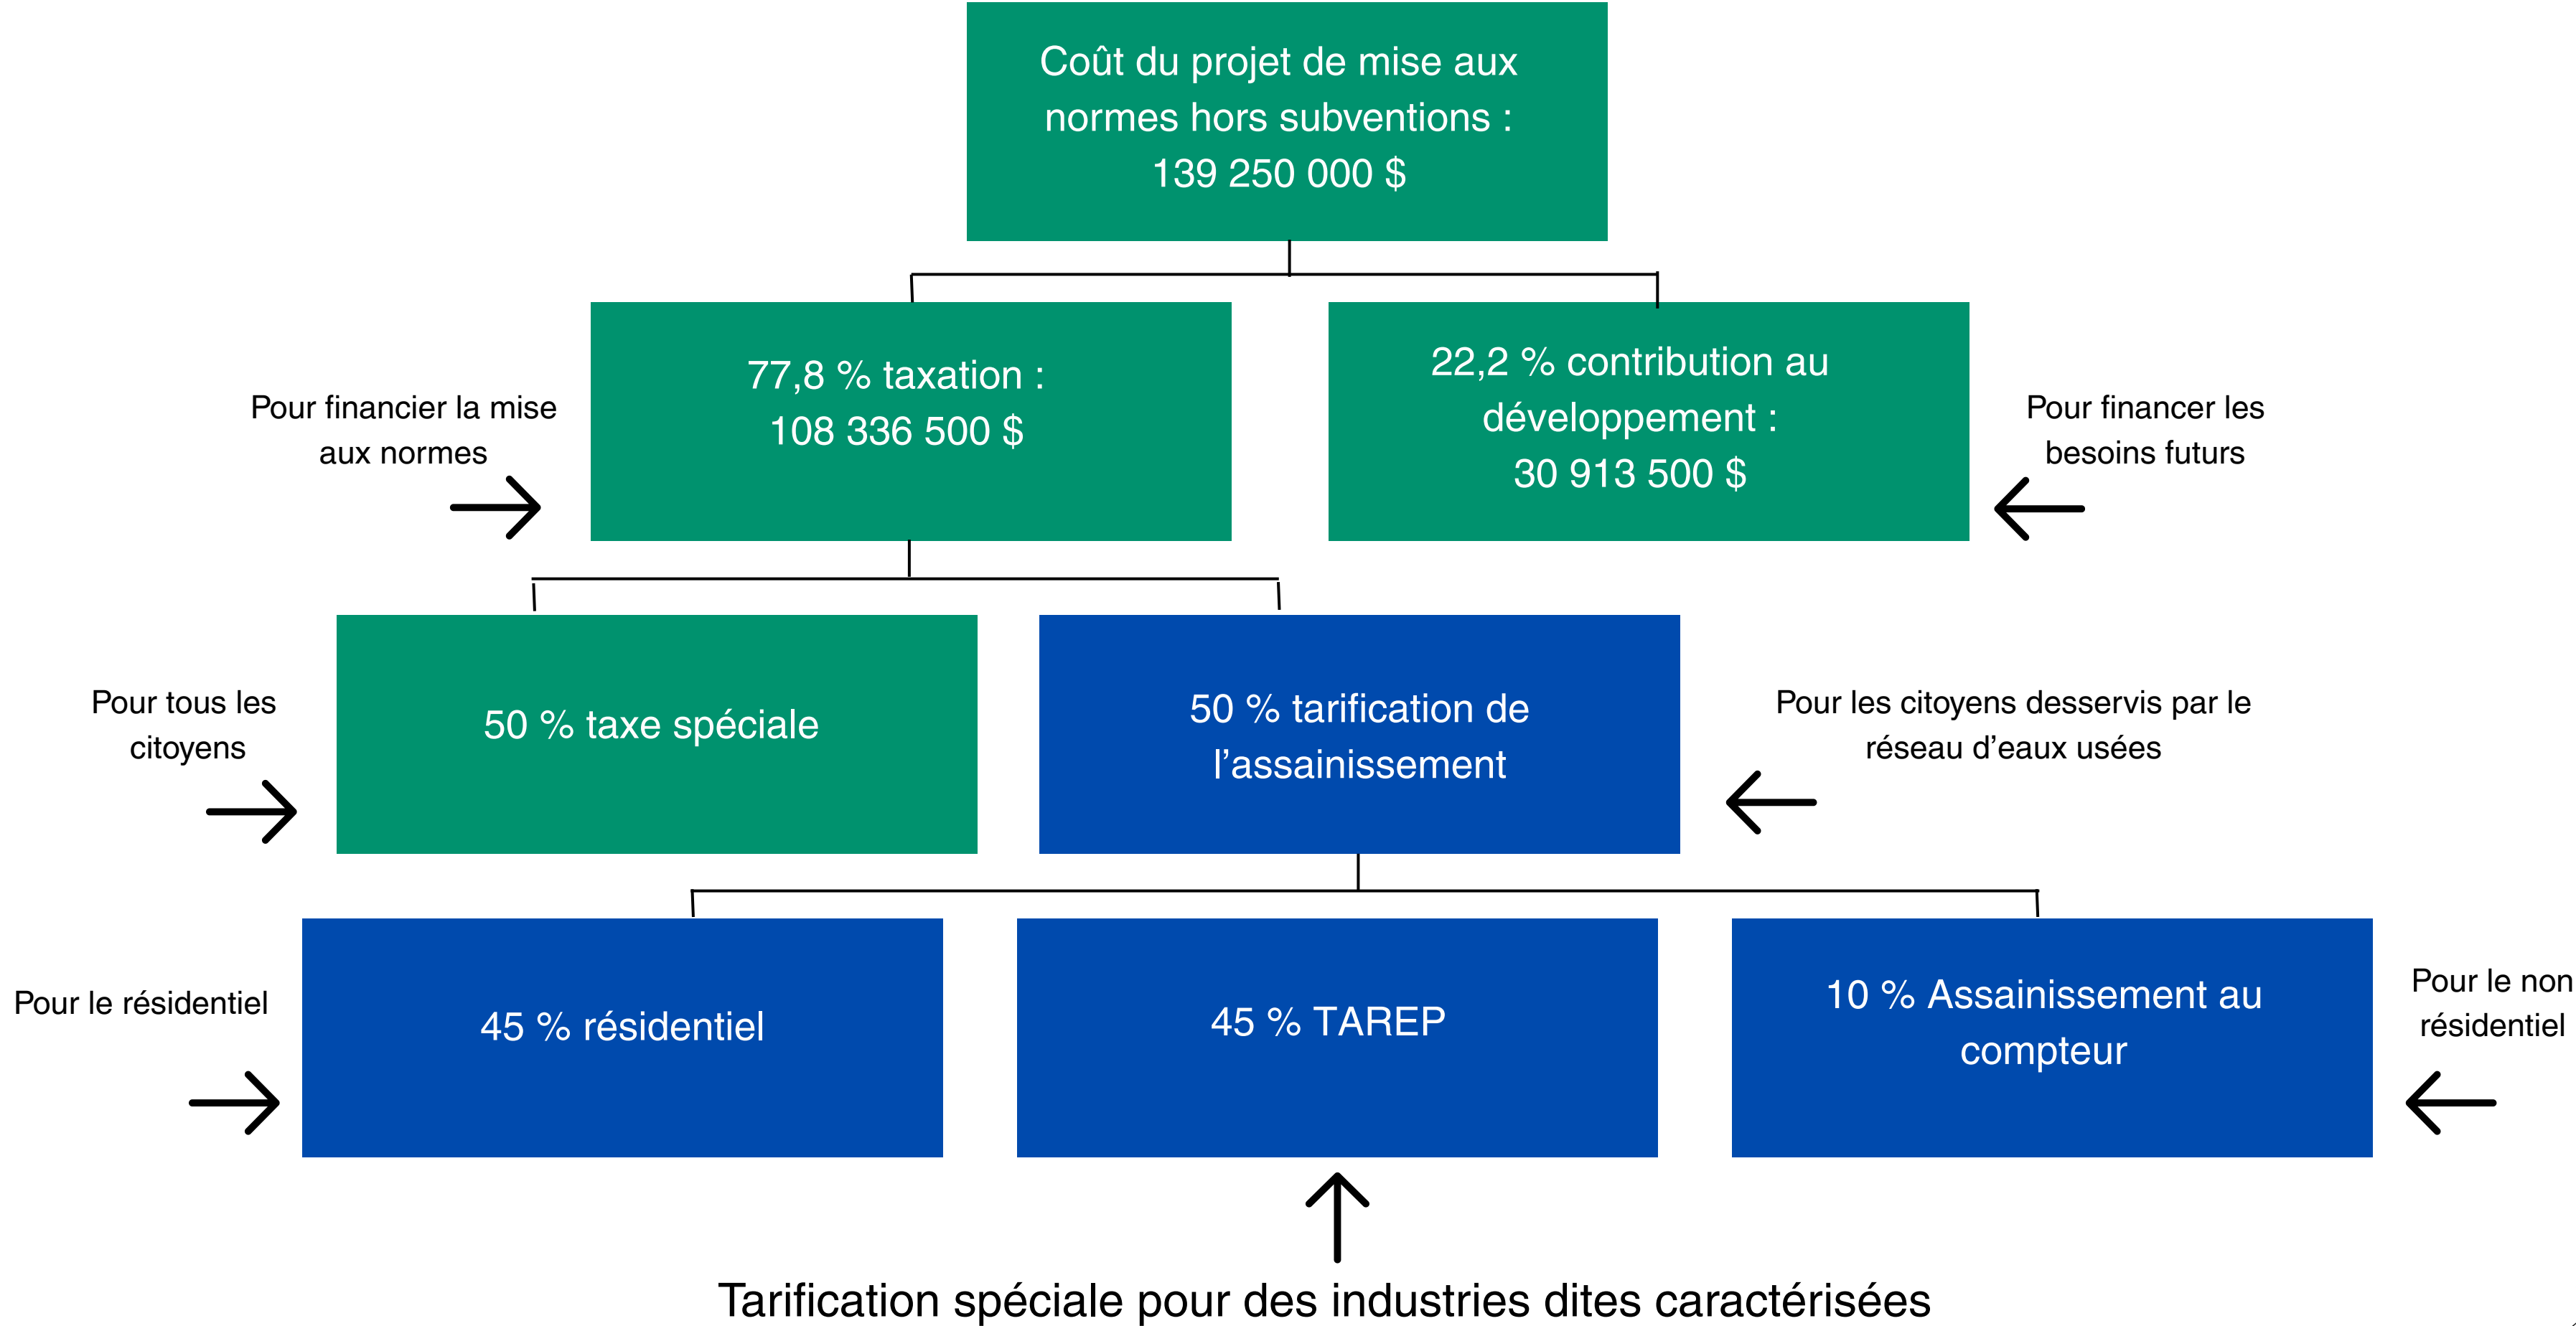 Coût du projet de mise aux
normes hors subventions :
139 250 000 $
Pour financier la mise
aux normes
77,8 % taxation :
108 336 500 $
22,2 % contribution au
développement :
30 913 500 $
Pour financer les
besoins futurs
Pour tous les
citoyens
50 % taxe spéciale
50 % tarification de
l’assainissement
Pour les citoyens desservis par le
réseau d’eaux usées
Pour le résidentiel
45 % résidentiel
45 % TAREP
10 % Assainissement au
compteur
Pour le non
résidentiel
Tarification spéciale pour des industries dites caractérisées